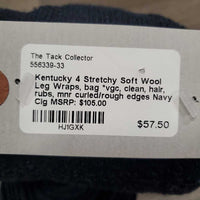 The Tack Collector
556339-33
Kentucky 4 Stretchy Soft Wool
Leg Wraps, bag *vgc, clean, hair,
rubs, mnr curled/rough edges Navy
Clg MSRP: $105.00
HJ1GXK
$57.50